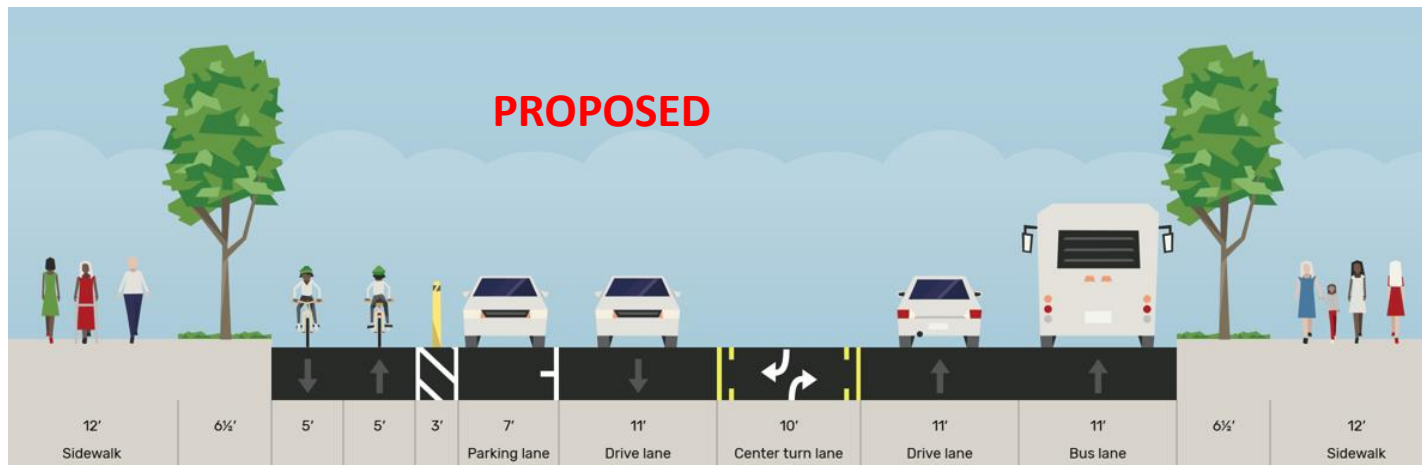 PROPOSED
12' 6½' 5' 5' 3' 7' 11' 10' 11' 11' 6½' 12'
Sidewalk Parking lane Drive lane Center turn lane Drive lane Bus lane Sidewalk